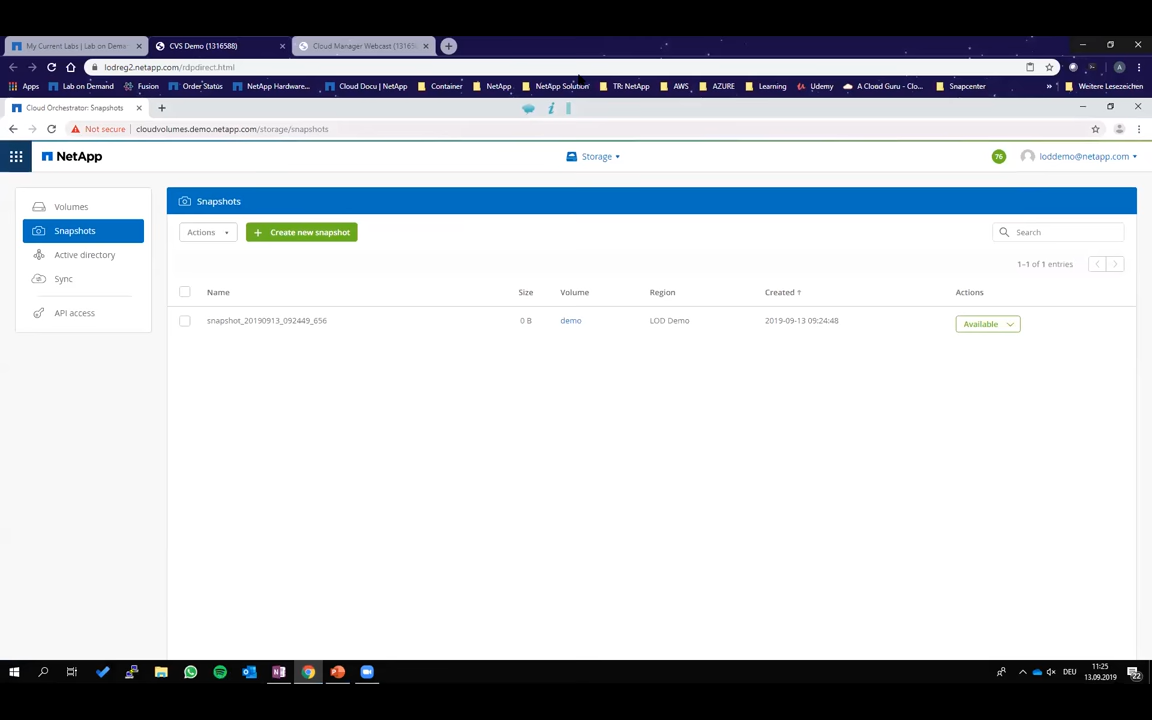 My Current Labs | Lab on Dem
CVS Demo (1316588)
Cloud Manager Webcast (13165
lodreg2.netapp.com/rdpdirect.html
Apps
Lab on Demand
Fusion
Order Status
NetApp Hardware...
Cloud Docu | NetApp
Container
NetApp
NetApp Solution
TR: NetApp
AWS
AZURE
Learning
Udemy
A Cloud Guru - Clo...
Snapcenter
»
Weitere Lesezeichen
Cloud Orchestrator: Snapshots
Not secure
cloudvolumes.demo.netapp.com/storage/snapshots
NetApp
Storage
76
loddemo@netapp.com
Volumes
Snapshots
Active directory
Sync
API access
Snapshots
Actions
+ Create new snapshot
Search
1–1 of 1 entries
Name Size Volume Region Created ↑ Actions
snapshot_20190913_092449_656 0 B demo LOD Demo 2019-09-13 09:24:48 Available
DEU
11:25
13.09.2019
22